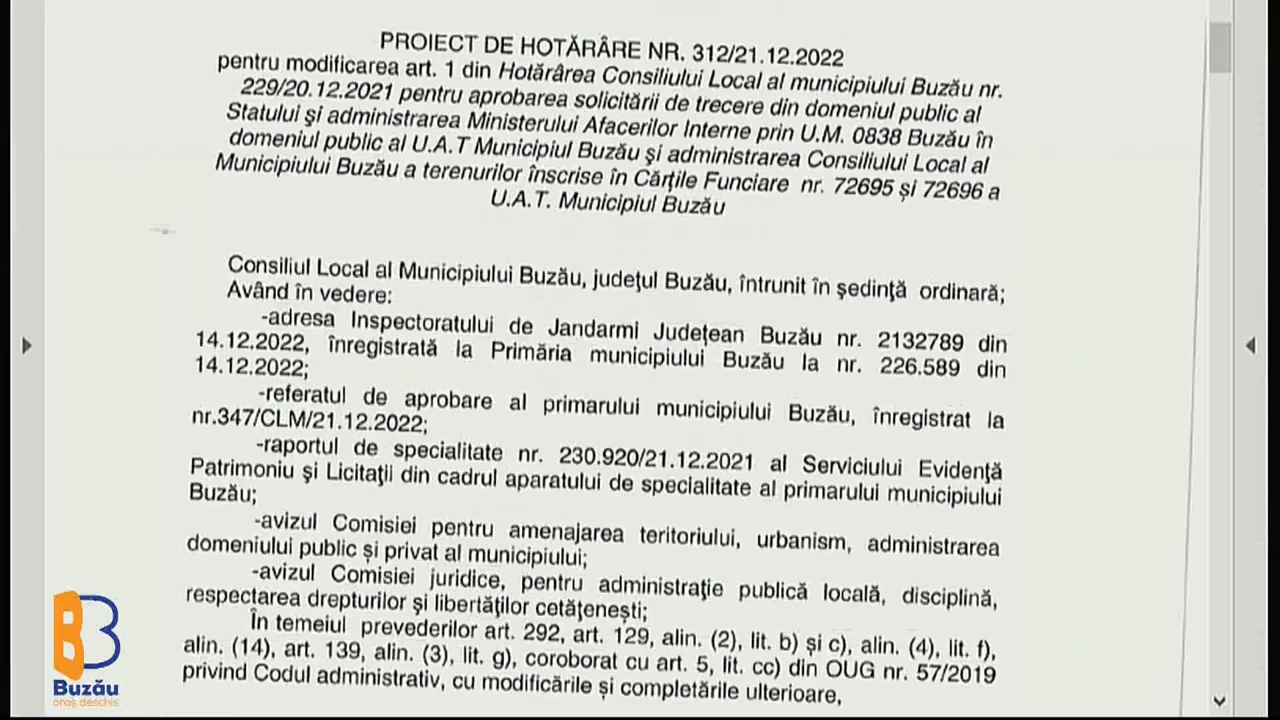 PROIECT DE HOTĂRÂRE NR. 312/21.12.2022
pentru modificarea art. 1 din Hotărârea Consiliului Local al municipiului Buzău nr.
229/20.12.2021 pentru aprobarea solicitării de trecere din domeniul public al
Statului şi administrarea Ministerului Afacerilor Interne prin U.M. 0838 Buzău în
domeniul public al U.A.T Municipiul Buzău şi administrarea Consiliului Local al
Municipiului Buzău a terenurilor înscrise în Cărţile Funciare nr. 72695 și 72696 a
U.A.T. Municipiul Buzău
Consiliul Local al Municipiului Buzău, judeţul Buzău, întrunit în şedinţă ordinară;
Având în vedere:
-adresa Inspectoratului de Jandarmi Județean Buzău nr. 2132789 din
14.12.2022, înregistrată la Primăria municipiului Buzău la nr. 226.589 din
14.12.2022;
-referatul de aprobare al primarului municipiului Buzău, înregistrat la
nr.347/CLM/21.12.2022;
-raportul de specialitate nr. 230.920/21.12.2021 al Serviciului Evidenţă
Patrimoniu şi Licitaţii din cadrul aparatului de specialitate al primarului municipiului
Buzău;
-avizul Comisiei pentru amenajarea teritoriului, urbanism, administrarea
domeniului public și privat al municipiului;
-avizul Comisiei juridice, pentru administraţie publică locală, disciplină,
respectarea drepturilor şi libertăţilor cetăţenești;
În temeiul prevederilor art. 292, art. 129, alin. (2), lit. b) și c), alin. (4), lit. f),
alin. (14), art. 139, alin. (3), lit. g), coroborat cu art. 5, lit. cc) din OUG nr. 57/2019
privind Codul administrativ, cu modificările și completările ulterioare,
Buzău
oraș deschis